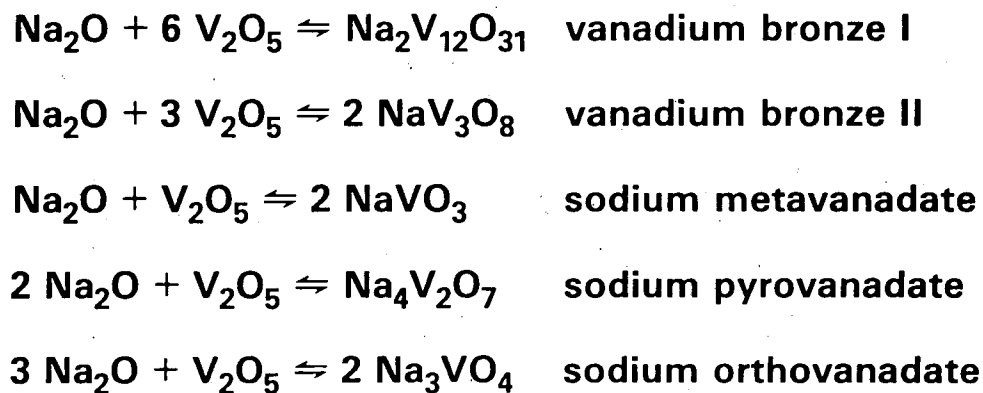 Na₂O + 6 V₂O₅ ⇌ Na₂V₁₂O₃₁ vanadium bronze I
Na₂O + 3 V₂O₅ ⇌ 2 NaV₃O₈ vanadium bronze II
Na₂O + V₂O₅ ⇌ 2 NaVO₃ sodium metavanadate
2 Na₂O + V₂O₅ ⇌ Na₄V₂O₇ sodium pyrovanadate
3 Na₂O + V₂O₅ ⇌ 2 Na₃VO₄ sodium orthovanadate